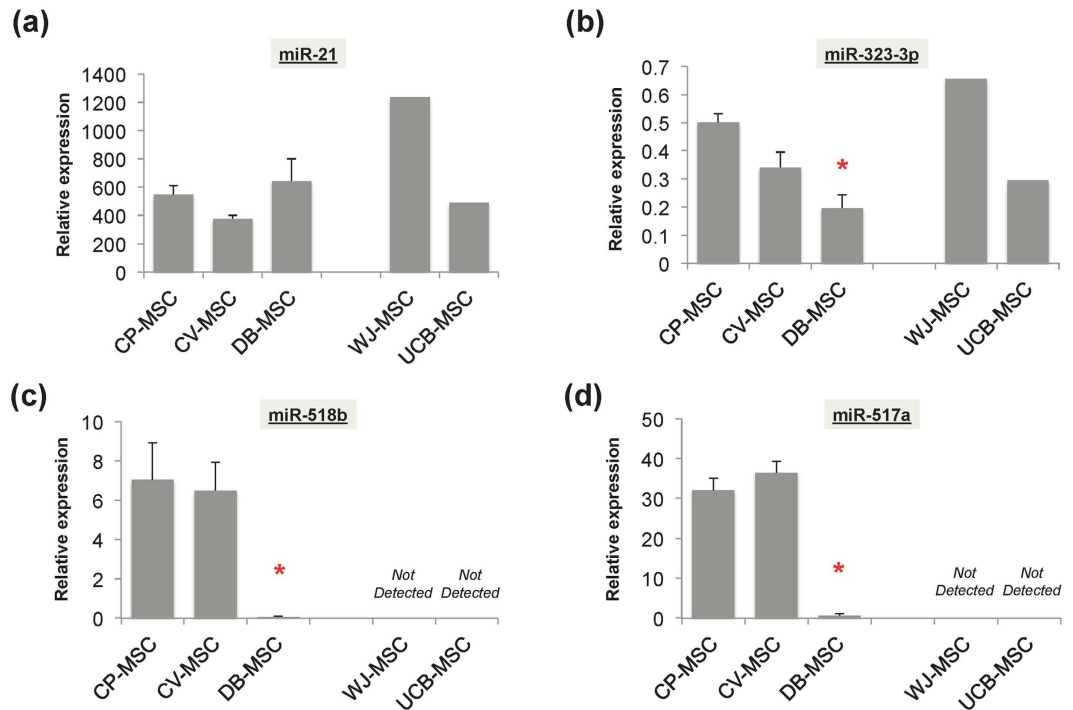 (a)
miR-21
Relative expression
1400
1200
1000
800
600
400
200
0
CP-MSC
CV-MSC
DB-MSC
WJ-MSC
UCB-MSC
(b)
miR-323-3p
Relative expression
0.7
0.6
0.5
0.4
0.3
0.2
0.1
0
*
CP-MSC
CV-MSC
DB-MSC
WJ-MSC
UCB-MSC
(c)
miR-518b
Relative expression
10
8
6
4
2
0
*
Not Detected
Not Detected
CP-MSC
CV-MSC
DB-MSC
WJ-MSC
UCB-MSC
(d)
miR-517a
Relative expression
50
40
30
20
10
0
*
Not Detected
Not Detected
CP-MSC
CV-MSC
DB-MSC
WJ-MSC
UCB-MSC